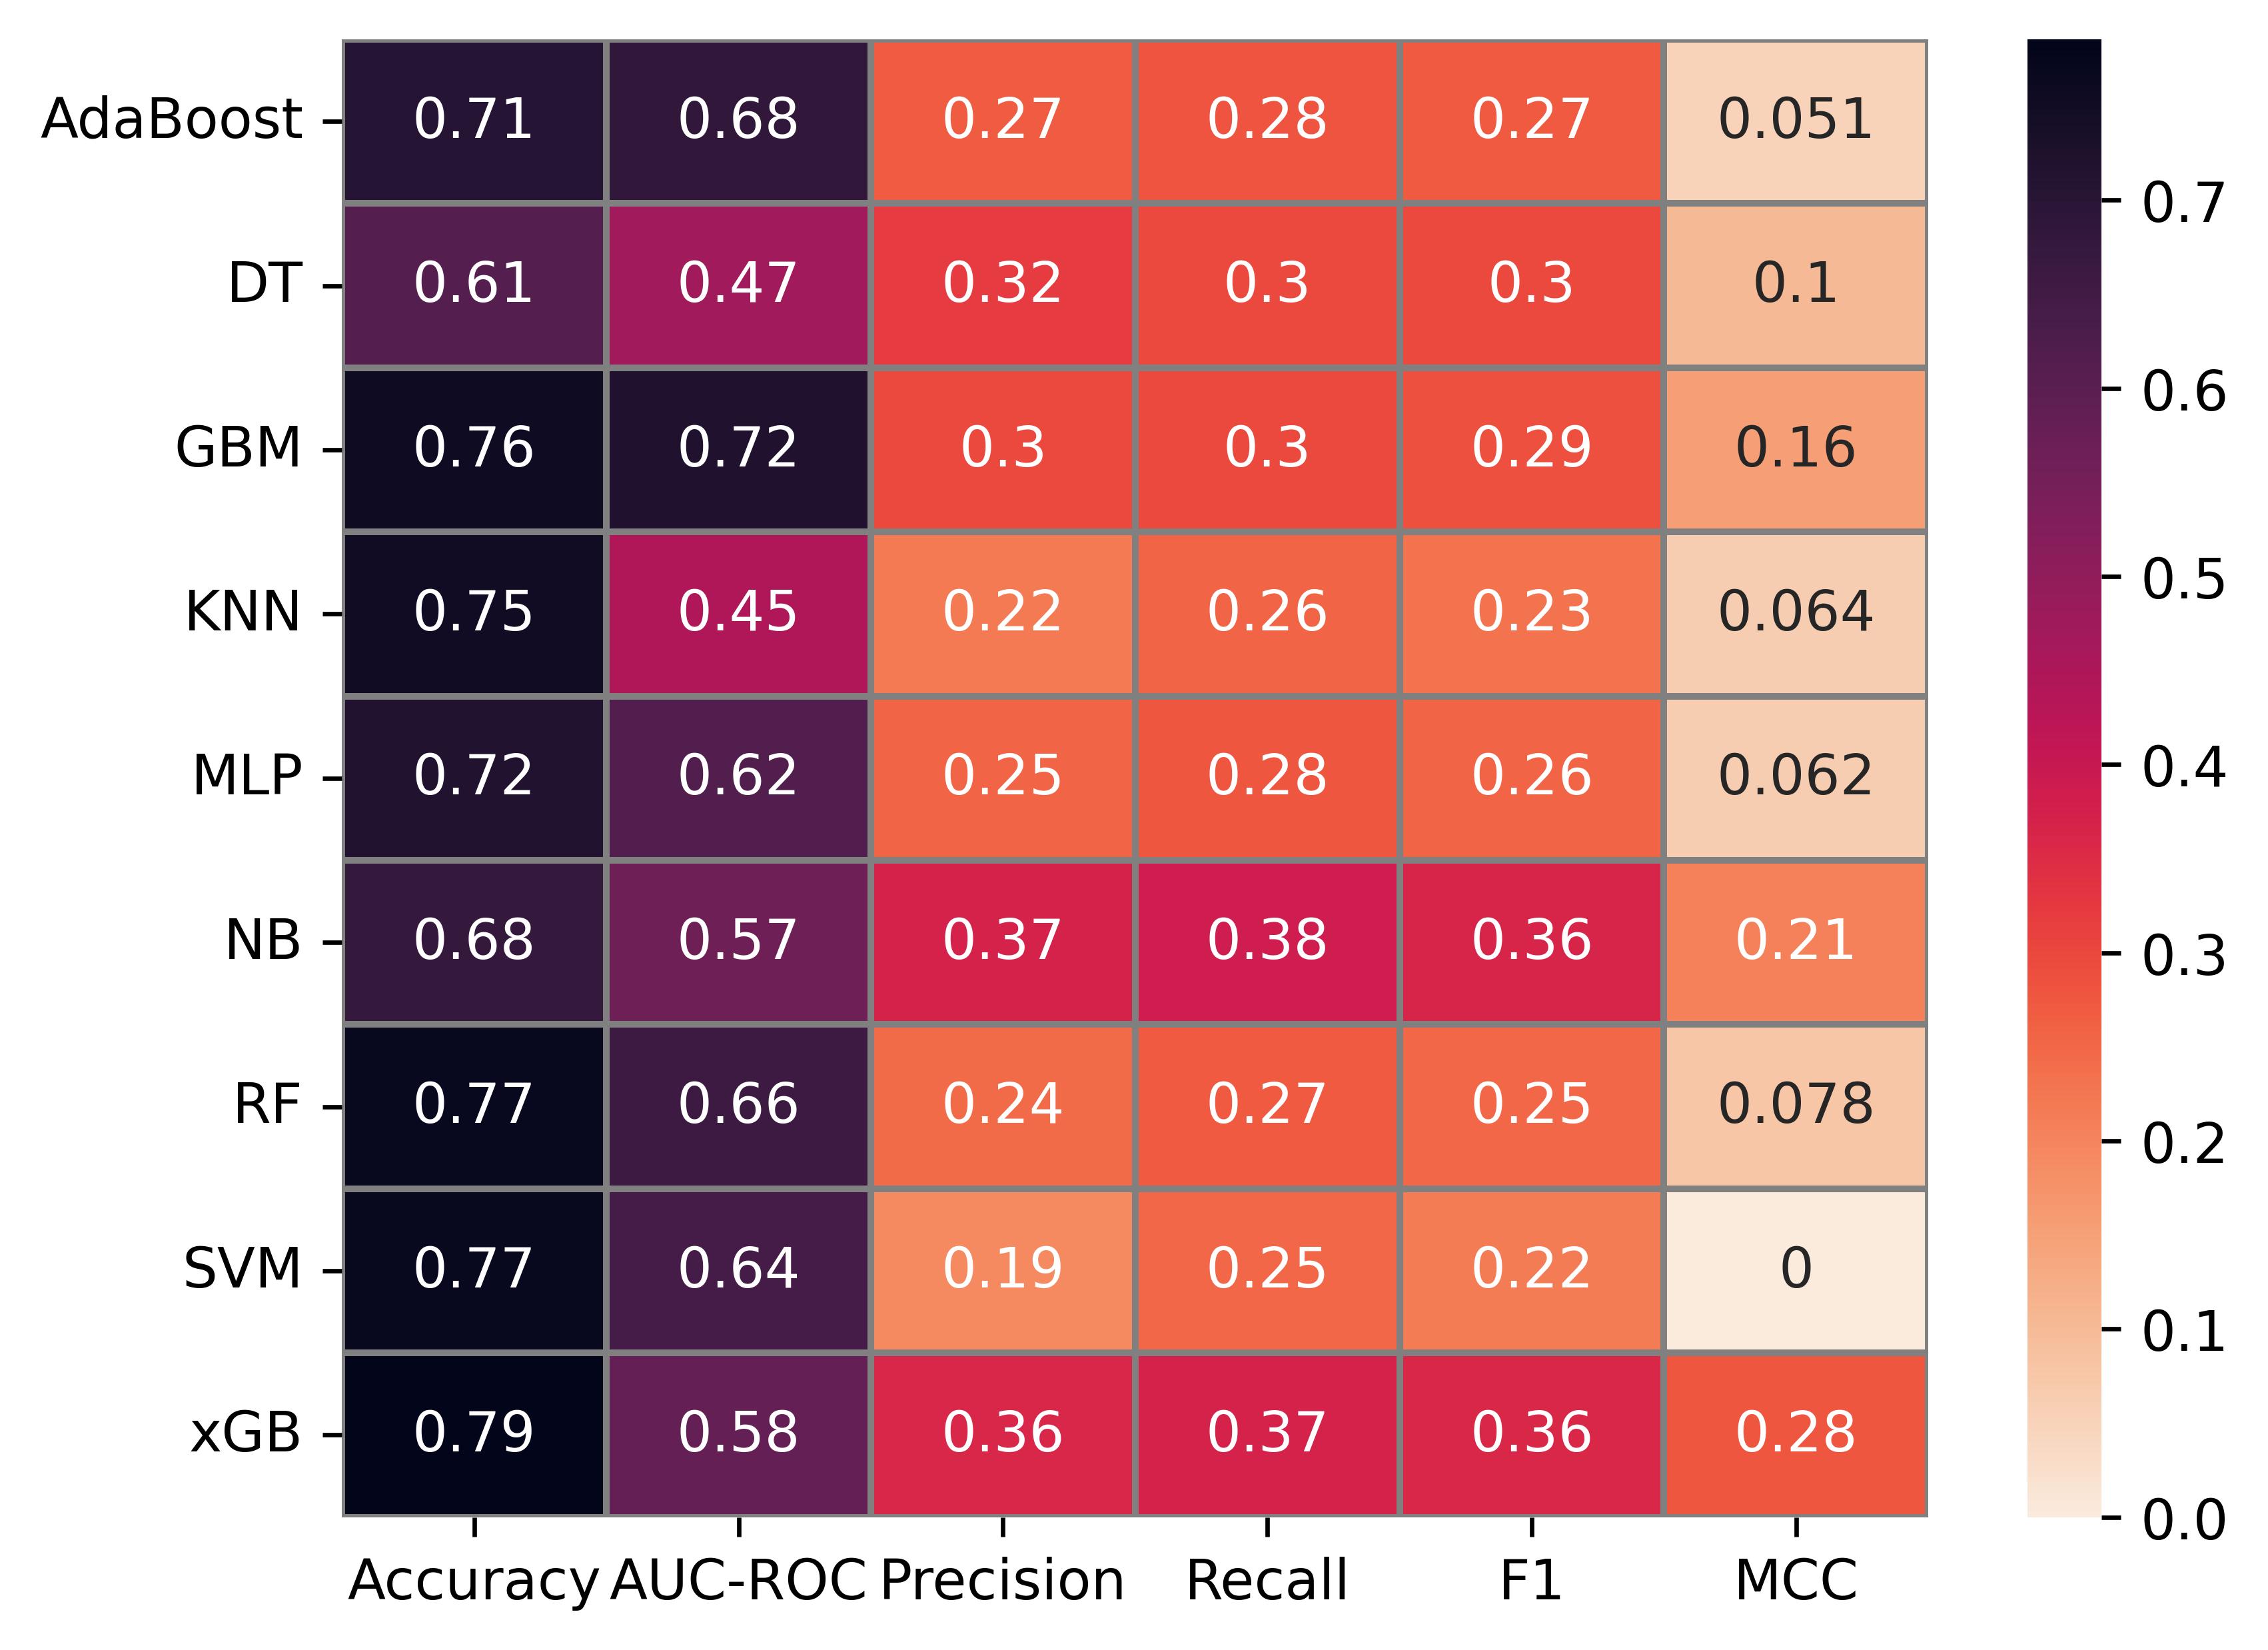 AdaBoost 0.71 0.68 0.27 0.28 0.27 0.051
DT 0.61 0.47 0.32 0.3 0.3 0.1
GBM 0.76 0.72 0.3 0.3 0.29 0.16
KNN 0.75 0.45 0.22 0.26 0.23 0.064
MLP 0.72 0.62 0.25 0.28 0.26 0.062
NB 0.68 0.57 0.37 0.38 0.36 0.21
RF 0.77 0.66 0.24 0.27 0.25 0.078
SVM 0.77 0.64 0.19 0.25 0.22 0
xGB 0.79 0.58 0.36 0.37 0.36 0.28
Accuracy AUC-ROC Precision Recall F1 MCC
0.7
0.6
0.5
0.4
0.3
0.2
0.1
0.0